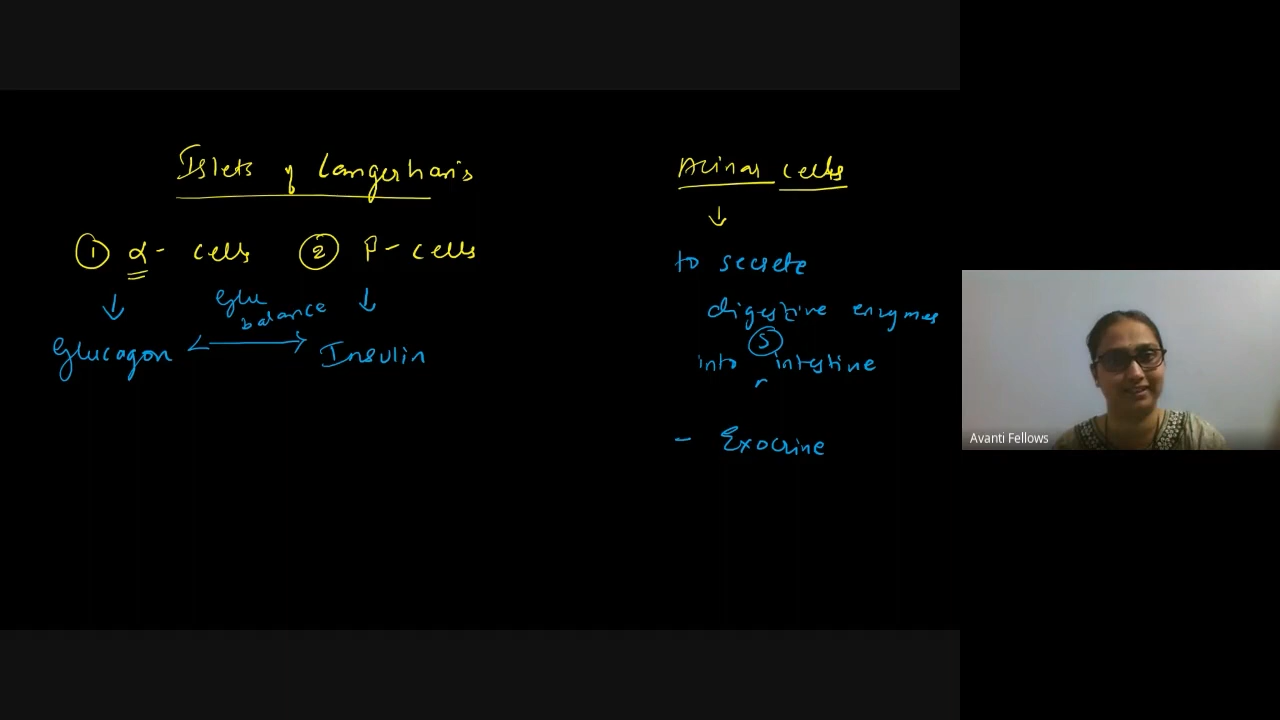 Islets of Langerhans
① α- cells ② β- cells
↓ ↓
Glu balance
Glucagon ↔ Insulin
Acinar cells
↓
to secrete
digestive enzymes
into Ⓢ intestine
- Exocrine
Avanti Fellows